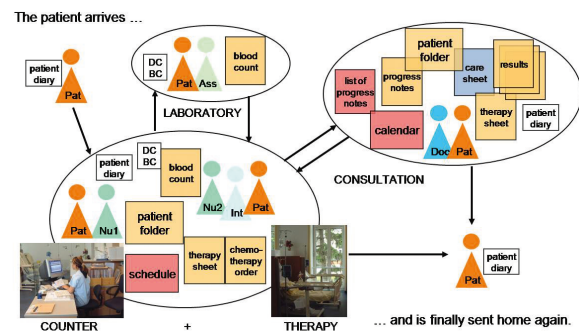 The patient arrives ...
patient
diary
Pat
DC
BC
Pat
Ass
blood
count
LABORATORY
list of
progress
notes
progress
notes
patient
folder
care
sheet
results
calendar
Doc
Pat
therapy
sheet
patient
diary
CONSULTATION
patient
diary
DC
BC
blood
count
Pat
Nu1
patient
folder
Nu2
Int
Pat
schedule
therapy
sheet
chemo-
therapy
order
COUNTER
+
THERAPY
Pat
patient
diary
... and is finally sent home again.